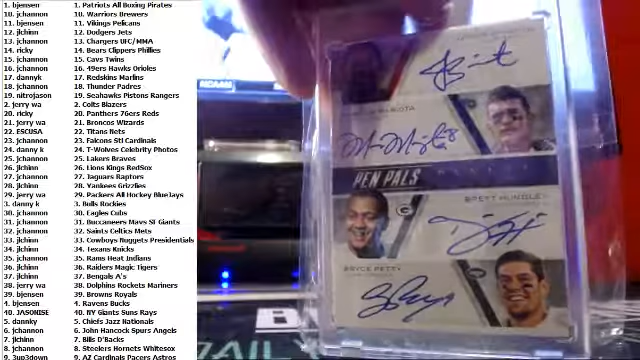 1. bjensen 1. Patriots All Boxing Pirates
10. jchannon 10. Warriors Brewers
11. bjensen 11. Vikings Pelicans
12. jlchinn 12. Dodgers Jets
13. jchannon 13. Chargers UFC/MMA
14. ricky 14. Bears Clippers Phillies
15. jchannon 15. Cavs Twins
16. jchannon 16. 49ers Hawks Orioles
17. dannyk 17. Redskins Marlins
18. jchannon 18. Thunder Padres
19. nitrojason 19. Seahawks Pistons Rangers
2. jerry wa 2. Colts Blazers
20. ricky 20. Panthers 76ers Reds
21. jerry wa 21. Broncos Wizards
22. ESCUSA 22. Titans Nets
23. jchannon 23. Falcons Stl Cardinals
24. danny k 24. T-Wolves Celebrity Photos
25. jchannon 25. Lakers Braves
26. jlchinn 26. Lions Kings RedSox
27. jchannon 27. Jaguars Raptors
28. jlchinn 28. Yankees Grizzlies
29. jerry wa 29. Packers All Hockey BlueJays
3. danny k 3. Bulls Rockies
30. jchannon 30. Eagles Cubs
31. jchannon 31. Buccaneers Mavs SF Giants
32. jchannon 32. Saints Celtics Mets
33. jlchinn 33. Cowboys Nuggets Presidentials
34. jlchinn 34. Texans Knicks
35. jchannon 35. Rams Heat Indians
36. jlchinn 36. Raiders Magic Tigers
37. jlchinn 37. Bengals A's
38. jerry wa 38. Dolphins Rockets Mariners
39. bjensen 39. Browns Royals
4. bjensen 4. Ravens Bucks
40. JASONISE 40. NY Giants Suns Rays
5. dannky 5. Chiefs Jazz Nationals
6. jchannon 6. John Hancock Spurs Angels
7. jlchinn 7. Bills D'Backs
8. jchannon 8. Steelers Hornets Whitesox
9. 3up3down 9. AZ Cardinals Pacers Astros
PEN PALS
BRETT HUNDLEY
BRYCE PETTY